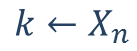 k ← Xₙ